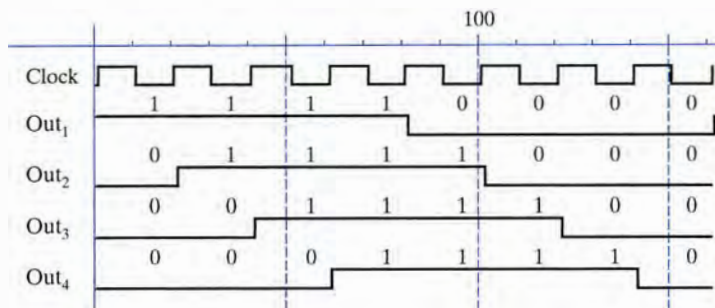 100
Clock
1 1 1 1 0 0 0 0
Out₁
0 1 1 1 1 0 0 0
Out₂
0 0 1 1 1 1 0 0
Out₃
0 0 0 1 1 1 1 0
Out₄